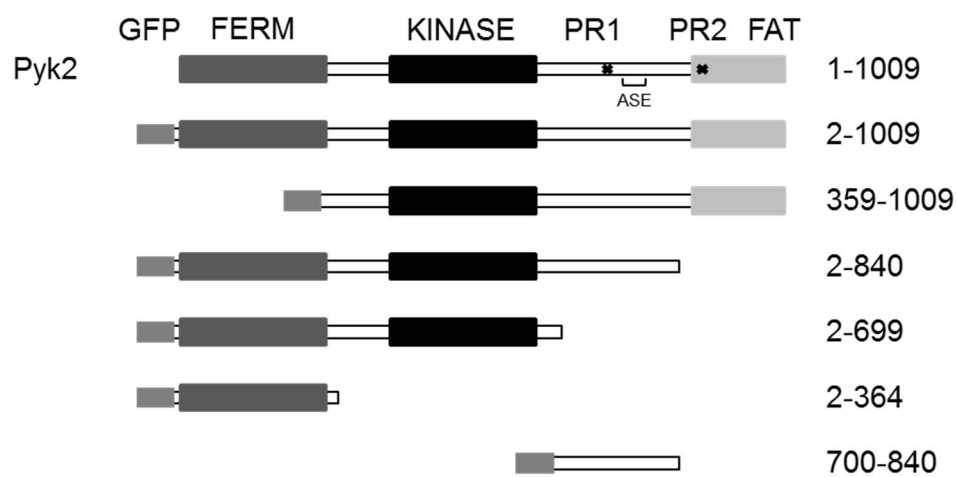 GFP FERM KINASE PR1 PR2 FAT
Pyk2 1-1009
ASE
2-1009
359-1009
2-840
2-699
2-364
700-840